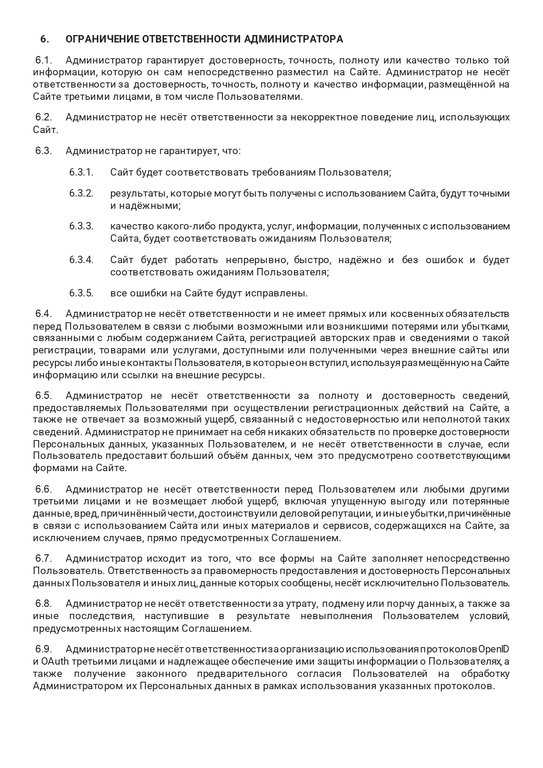 6. ОГРАНИЧЕНИЕ ОТВЕТСТВЕННОСТИ АДМИНИСТРАТОРА
6.1. Администратор гарантирует достоверность, точность, полноту или качество только той
информации, которую он сам непосредственно разместил на Сайте. Администратор не несёт
ответственности за достоверность, точность, полноту и качество информации, размещённой на
Сайте третьими лицами, в том числе Пользователями.
6.2. Администратор не несёт ответственности за некорректное поведение лиц, использующих
Сайт.
6.3. Администратор не гарантирует, что:
6.3.1. Сайт будет соответствовать требованиям Пользователя;
6.3.2. результаты, которые могут быть получены с использованием Сайта, будут точными
и надёжными;
6.3.3. качество какого-либо продукта, услуг, информации, полученных с использованием
Сайта, будет соответствовать ожиданиям Пользователя;
6.3.4. Сайт будет работать непрерывно, быстро, надёжно и без ошибок и будет
соответствовать ожиданиям Пользователя;
6.3.5. все ошибки на Сайте будут исправлены.
6.4. Администратор не несёт ответственности и не имеет прямых или косвенных обязательств
перед Пользователем в связи с любыми возможными или возникшими потерями или убытками,
связанными с любым содержанием Сайта, регистрацией авторских прав и сведениями о такой
регистрации, товарами или услугами, доступными или полученными через внешние сайты или
ресурсы либо иные контакты Пользователя, в которые он вступил, используя размещённую на Сайте
информацию или ссылки на внешние ресурсы.
6.5. Администратор не несёт ответственности за полноту и достоверность сведений,
предоставляемых Пользователями при осуществлении регистрационных действий на Сайте, а
также не отвечает за возможный ущерб, связанный с недостоверностью или неполнотой таких
сведений. Администратор не принимает на себя никаких обязательств по проверке достоверности
Персональных данных, указанных Пользователем, и не несёт ответственности в случае, если
Пользователь предоставит больший объём данных, чем это предусмотрено соответствующими
формами на Сайте.
6.6. Администратор не несёт ответственности перед Пользователем или любыми другими
третьими лицами и не возмещает любой ущерб, включая упущенную выгоду или потерянные
данные, вред, причинённый чести, достоинству или деловой репутации, и иные убытки, причинённые
в связи с использованием Сайта или иных материалов и сервисов, содержащихся на Сайте, за
исключением случаев, прямо предусмотренных Соглашением.
6.7. Администратор исходит из того, что все формы на Сайте заполняет непосредственно
Пользователь. Ответственность за правомерность предоставления и достоверность Персональных
данных Пользователя и иных лиц, данные которых сообщены, несёт исключительно Пользователь.
6.8. Администратор не несёт ответственности за утрату, подмену или порчу данных, а также за
иные последствия, наступившие в результате невыполнения Пользователем условий,
предусмотренных настоящим Соглашением.
6.9. Администратор не несёт ответственности за организацию использования протоколов OpenID
и OAuth третьими лицами и надлежащее обеспечение ими защиты информации о Пользователях, а
также получение законного предварительного согласия Пользователей на обработку
Администратором их Персональных данных в рамках использования указанных протоколов.